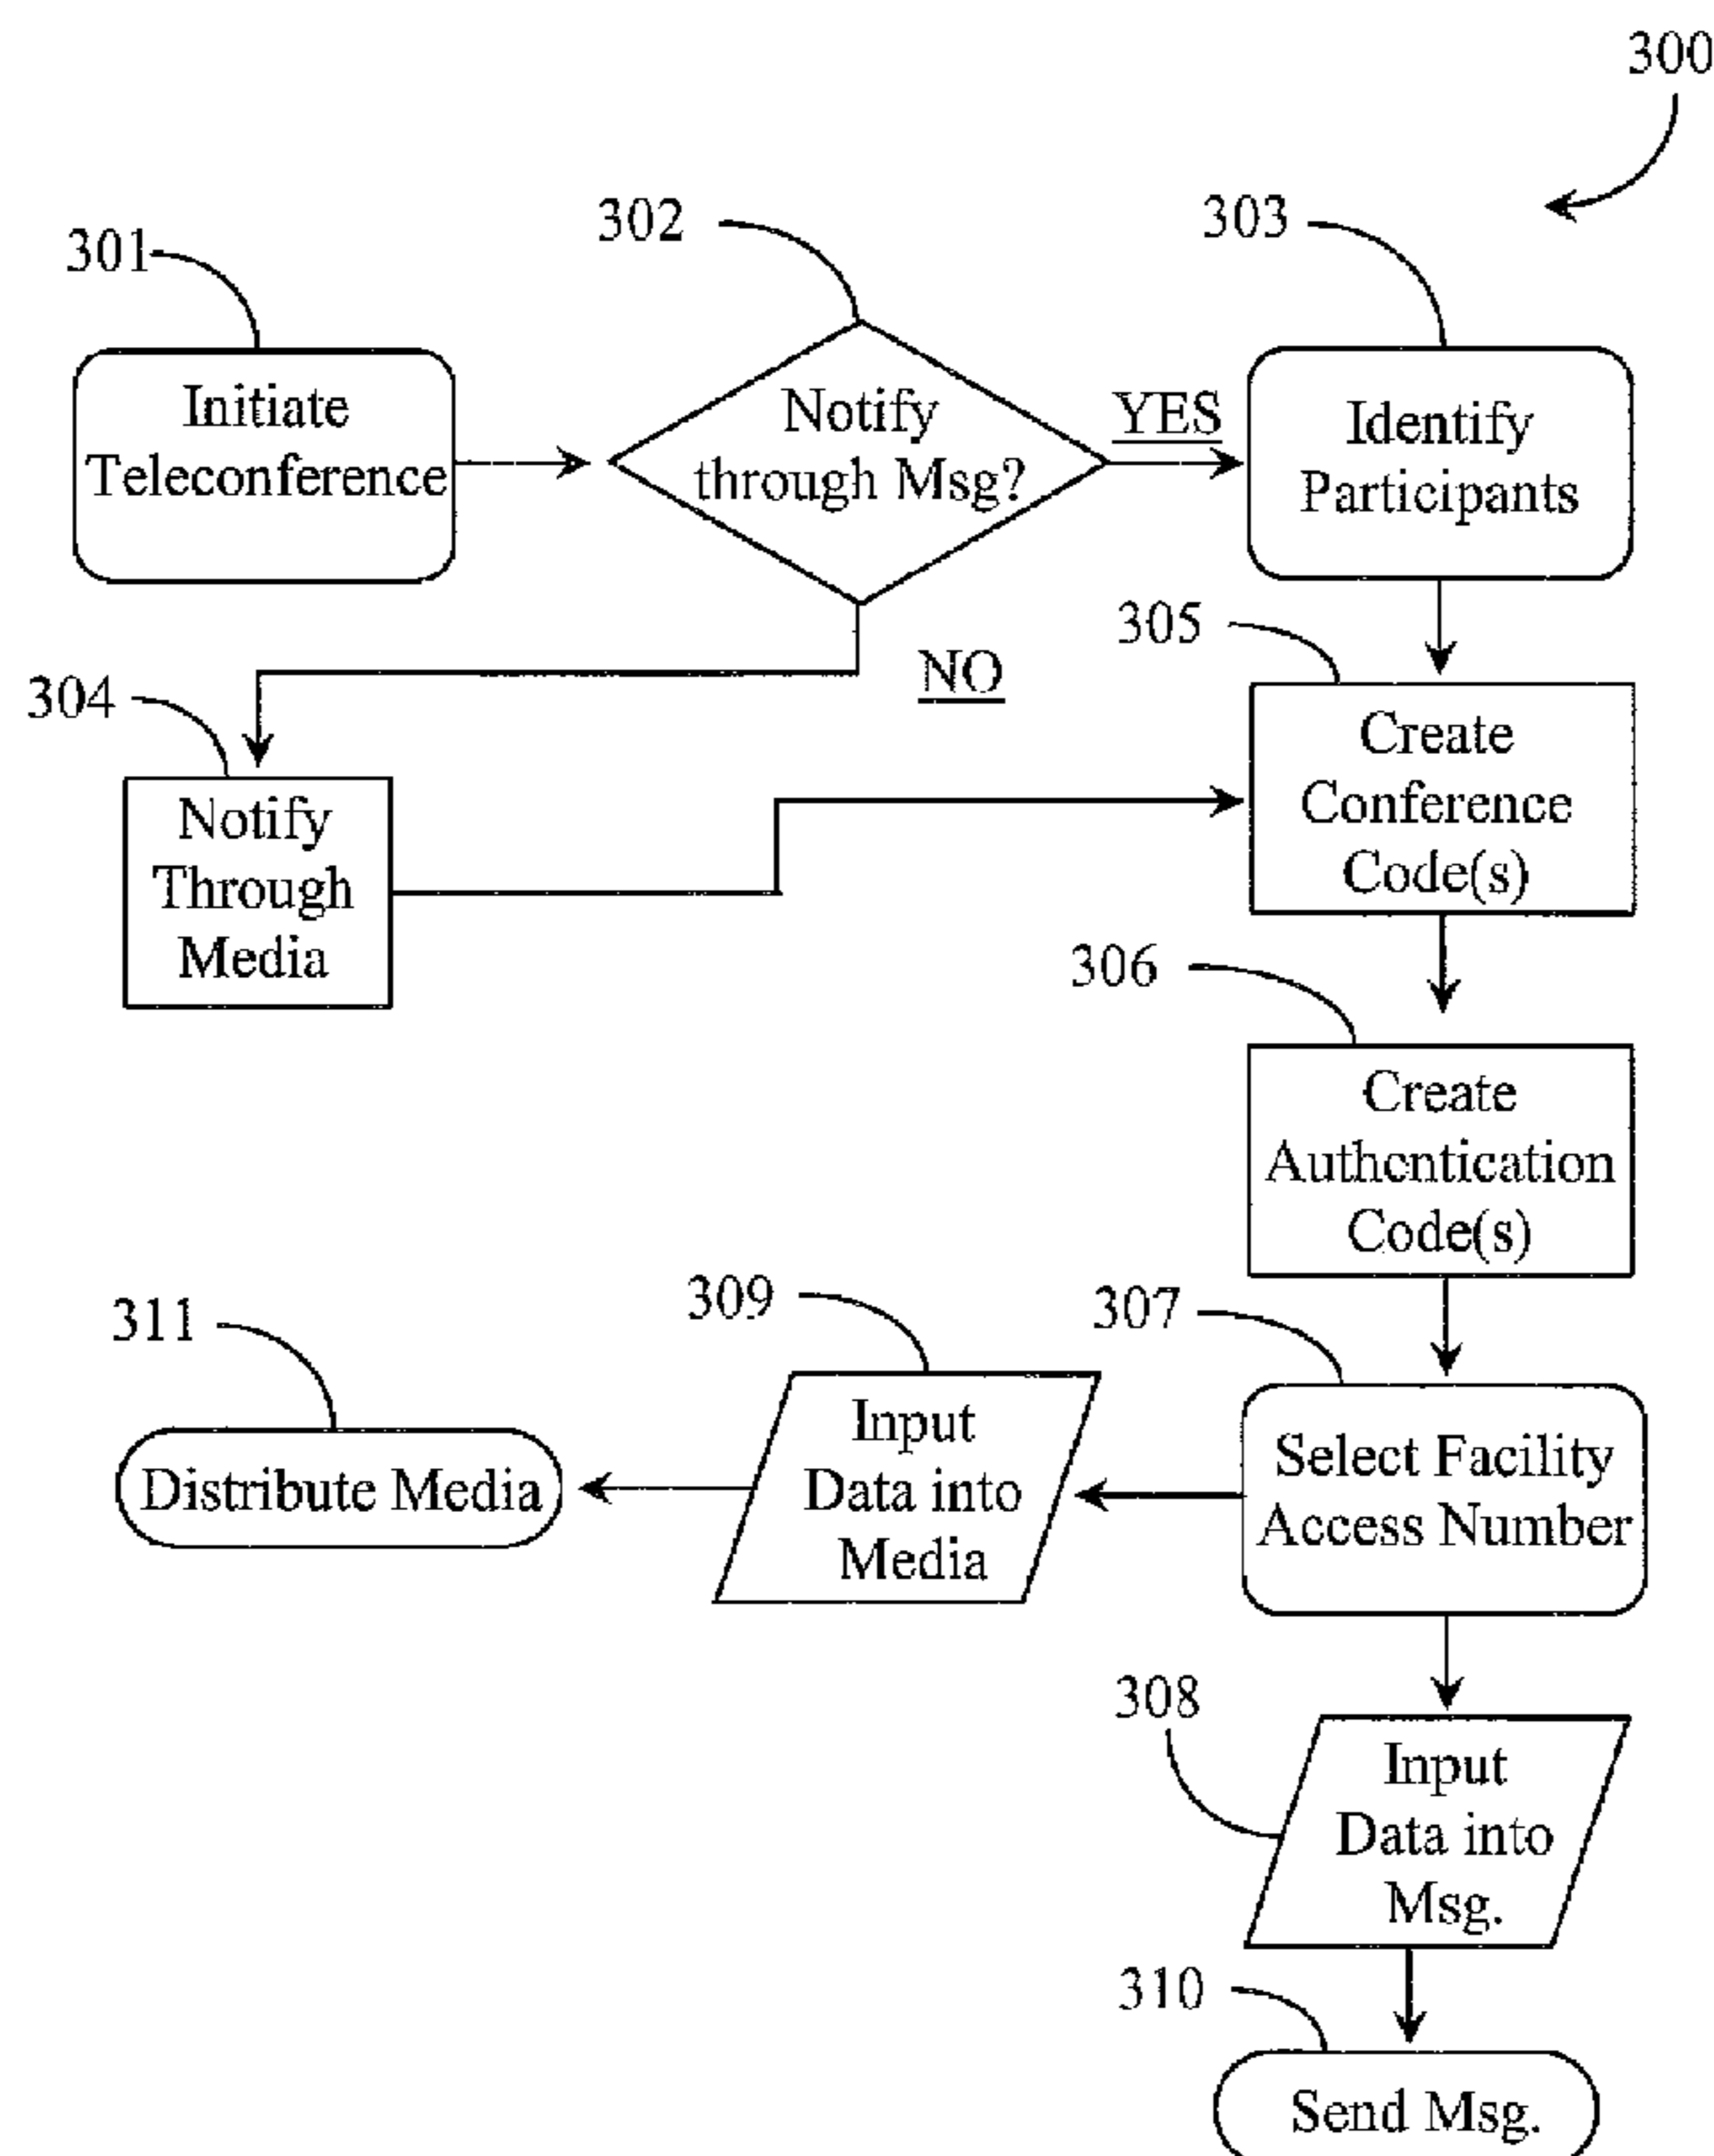 300
301
302
303
Initiate
Teleconference
Notify
through Msg?
YES
Identify
Participants
NO
304
305
Notify
Through
Media
Create
Conference
Code(s)
306
Create
Authentication
Code(s)
307
309
311
Select Facility
Access Number
Input
Data into
Media
Distribute Media
308
Input
Data into
Msg.
310
Send Msg.